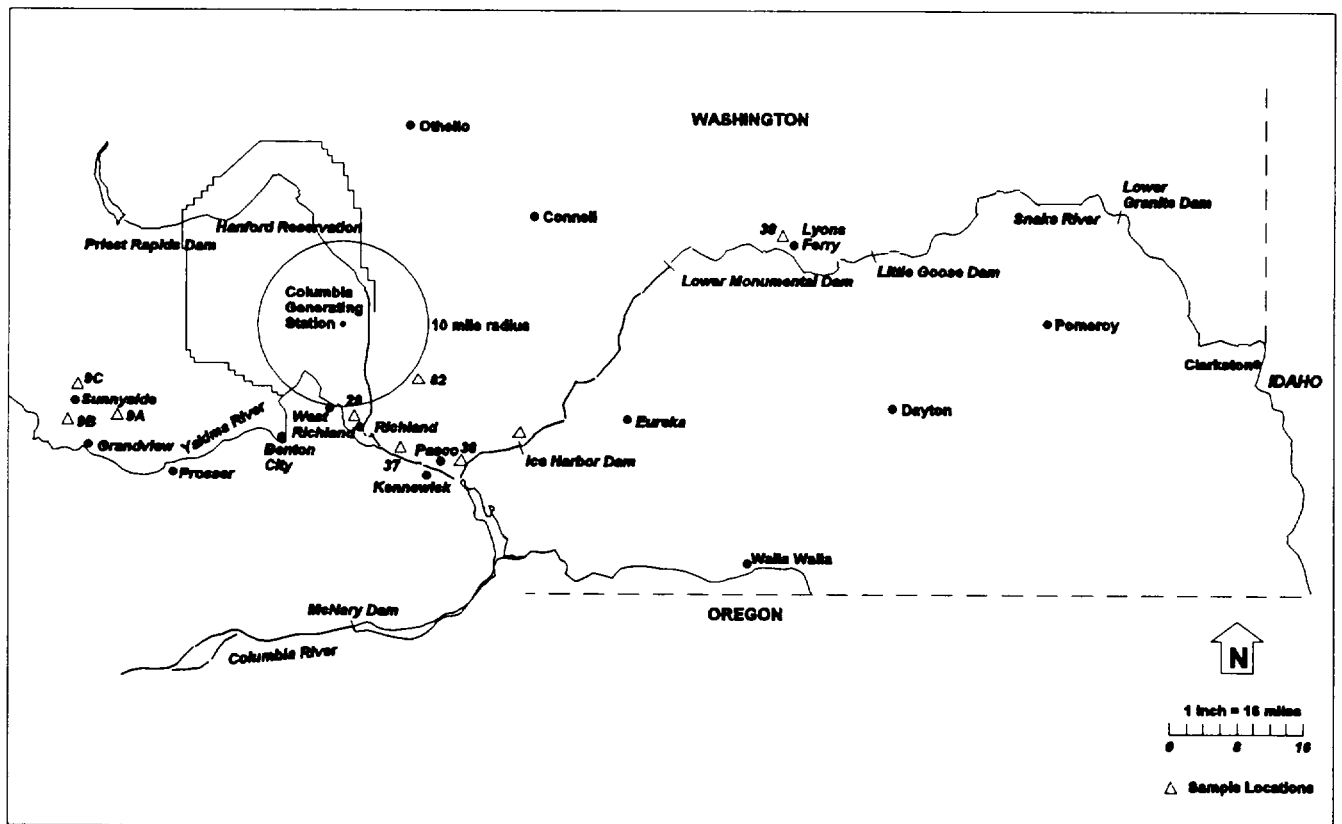 Othello
WASHINGTON
Connell
Lower
Granite Dam
Snake River
Hanford Reservation
Priest Rapids Dam
38
Lyons
Ferry
Little Goose Dam
Lower Monumental Dam
Columbia
Generating
Station
10 mile radius
Pomeroy
Clarkston
IDAHO
9C
82
Sunnyside
9B
9A
Yakima River
West
Richland
Richland
Eureka
Dayton
Grandview
Benton
City
Prosser
37
Pasco
Ice Harbor Dam
Kennewick
Walla Walla
McNary Dam
OREGON
Columbia River
N
1 inch = 16 miles
0 8 16
Sample Locations